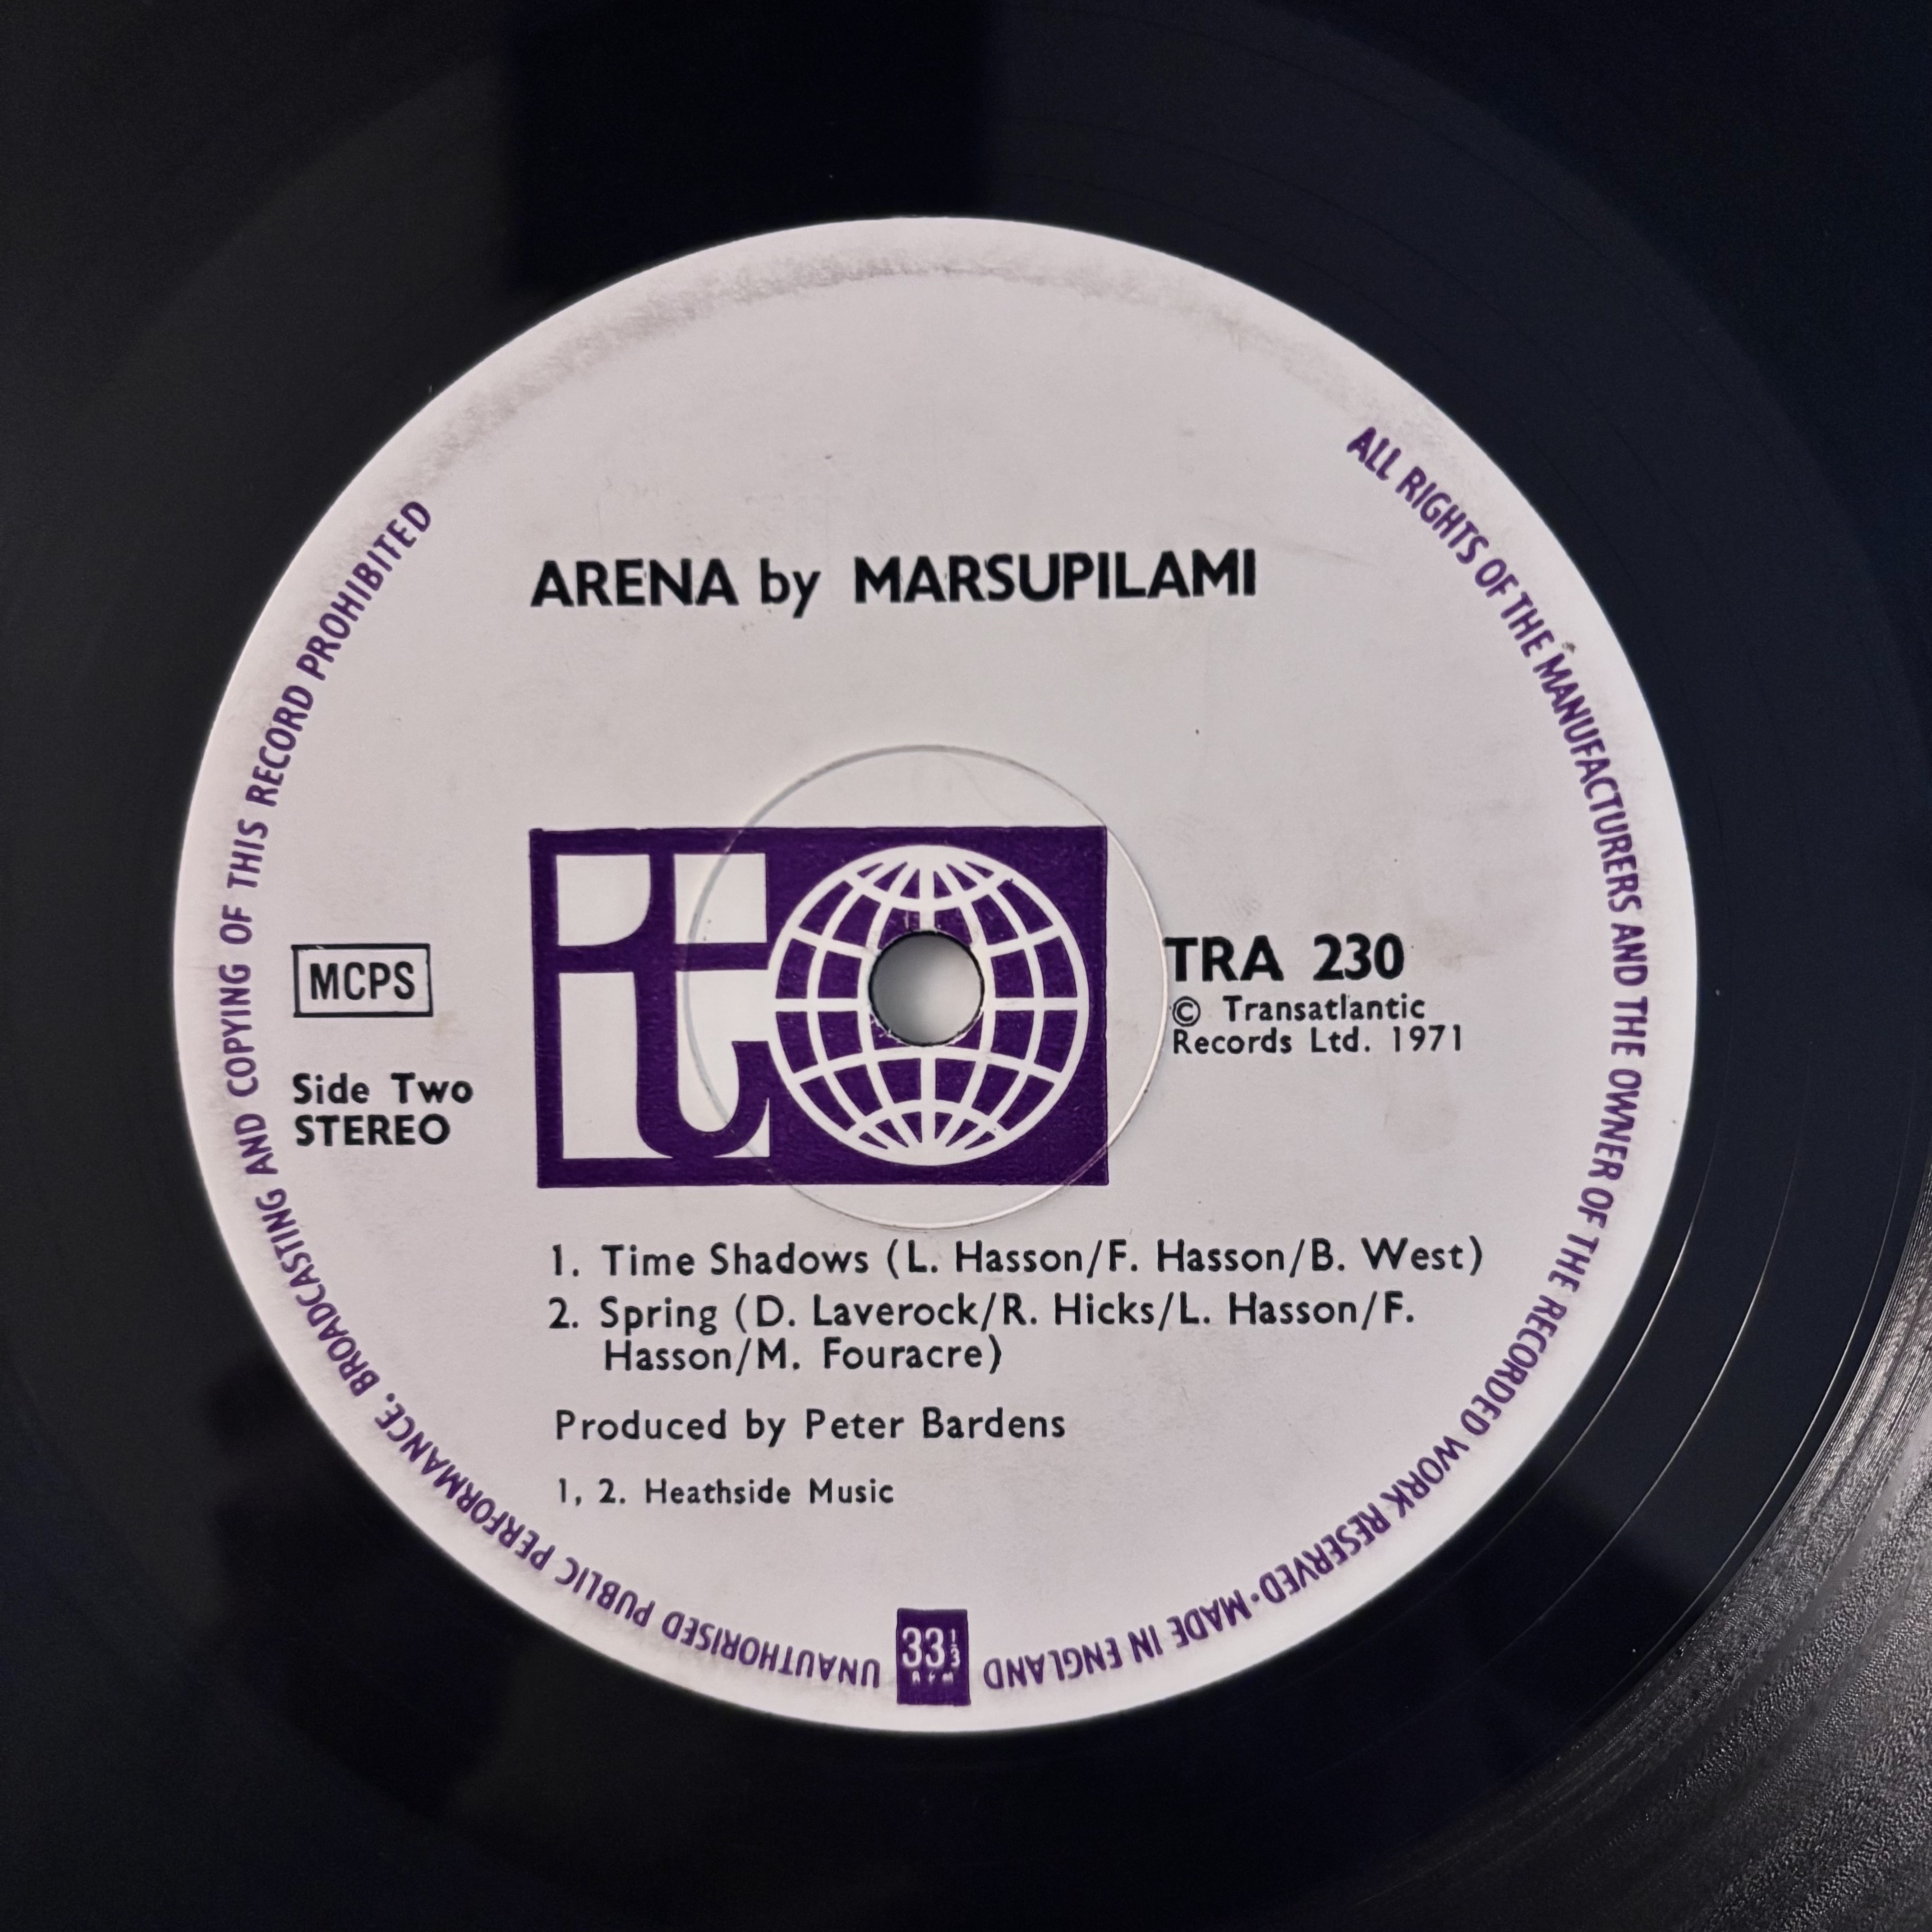 ARENA by MARSUPILAMI
t
MCPS
Side Two
STEREO
TRA 230
© Transatlantic
Records Ltd. 1971
1. Time Shadows (L. Hasson/F. Hasson/B. West)
2. Spring (D. Laverock/R. Hicks/L. Hasson/F.
Hasson/M. Fouracre)
Produced by Peter Bardens
1, 2. Heathside Music
ALL RIGHTS OF THE MANUFACTURERS AND THE OWNER OF THE RECORDED WORK RESERVED·MADE IN ENGLAND
33 1/3
UNAUTHORISED PUBLIC PERFORMANCE, BROADCASTING AND COPYING OF THIS RECORD PROHIBITED